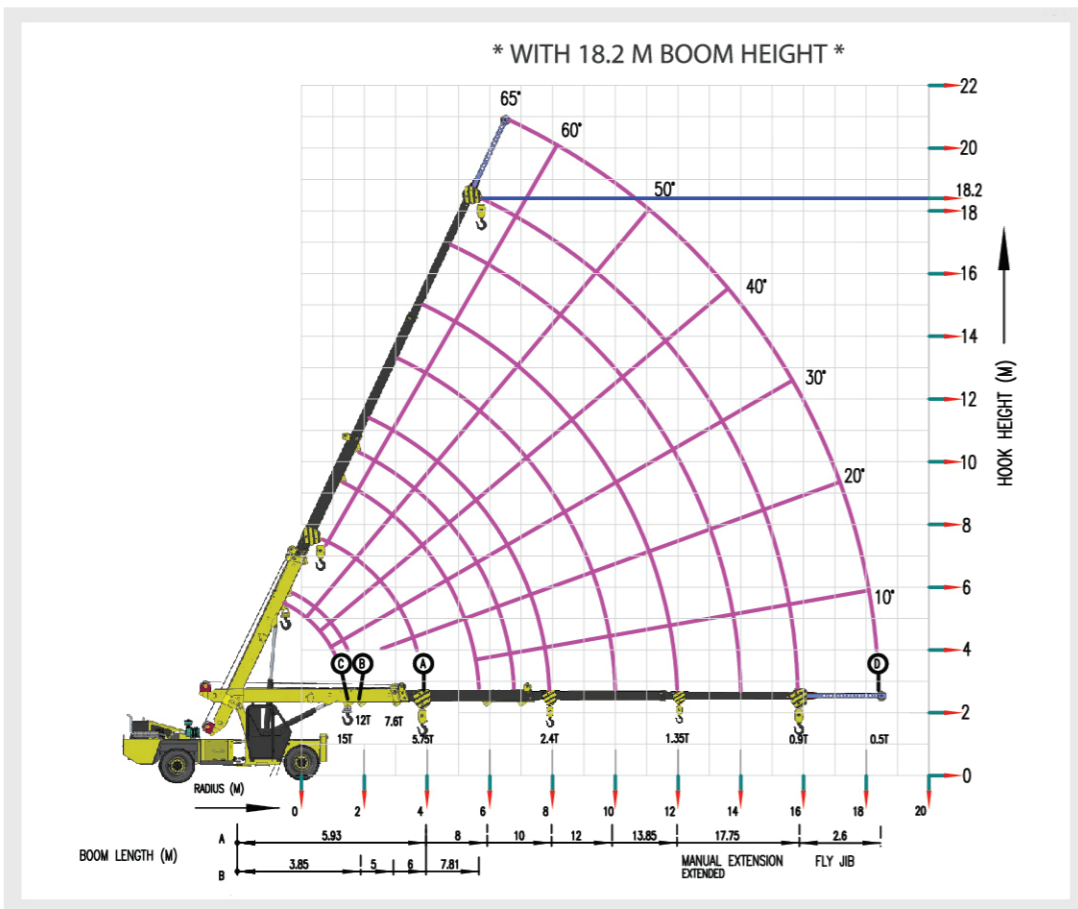 * WITH 18.2 M BOOM HEIGHT *
65°
60°
50°
40°
30°
20°
10°
22
20
18.2
18
16
14
12
10
8
6
4
2
0
HOOK HEIGHT (M)
C B A D
15T 12T 7.6T 5.75T 2.4T 1.35T 0.9T 0.5T
RADIUS (M)
0 2 4 6 8 10 12 14 16 18 20
BOOM LENGTH (M)
A 5.93 8 10 12 13.85 17.75 2.6
MANUAL EXTENSION EXTENDED FLY JIB
B 3.85 5 6 7.81